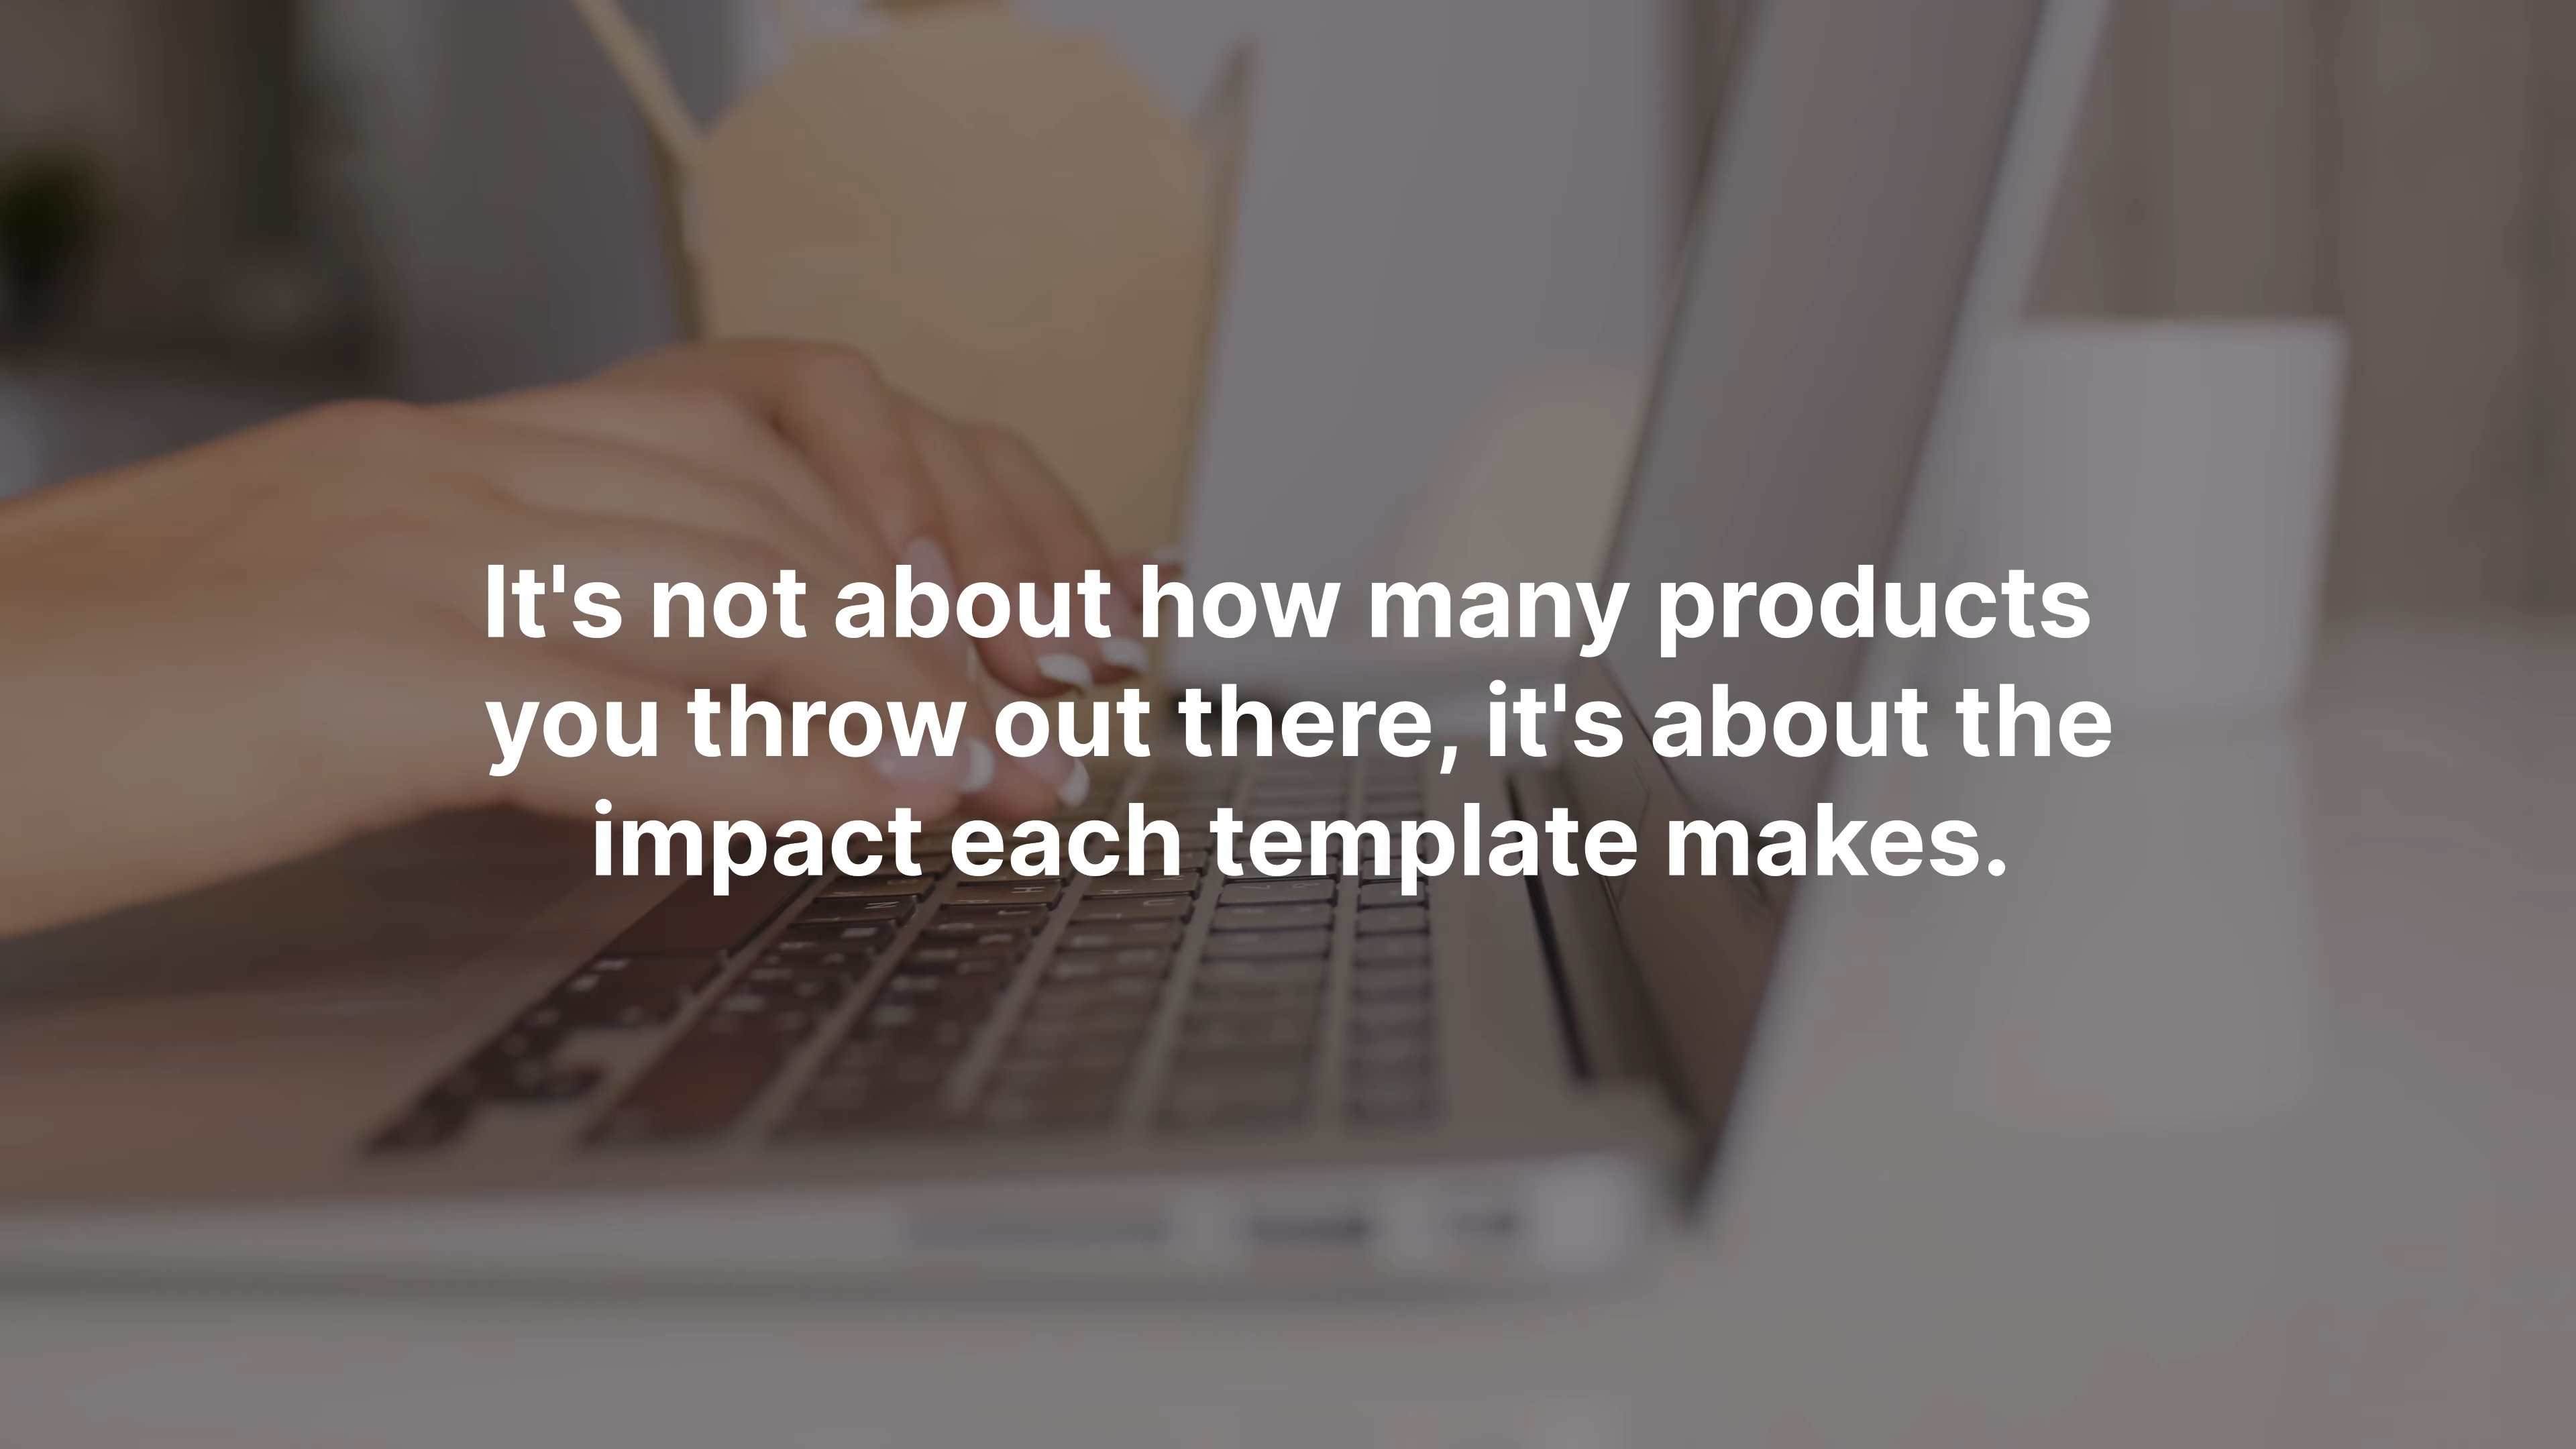 It's not about how many products
you throw out there, it's about the
impact each template makes.